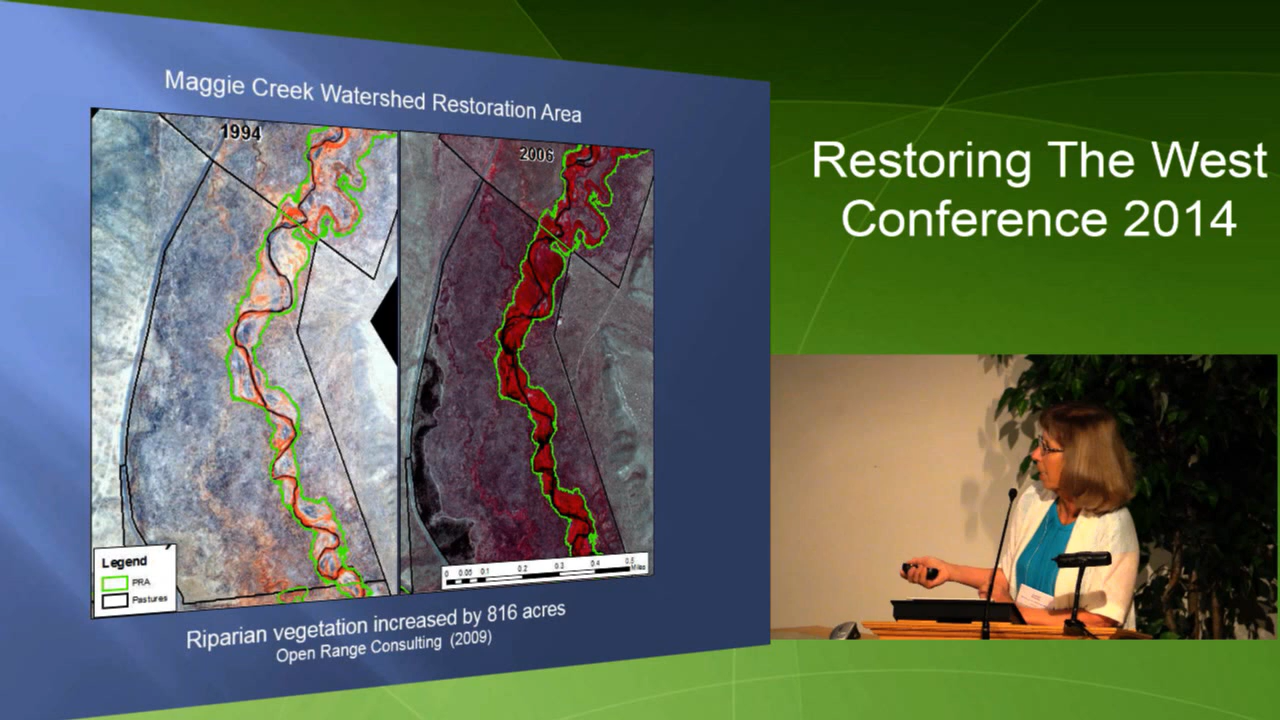 Maggie Creek Watershed Restoration Area
1994
2006
Legend
PRA
Pastures
0 0.05 0.1 0.2 0.3 0.4 0.5
Miles
Riparian vegetation increased by 816 acres
Open Range Consulting (2009)
Restoring The West
Conference 2014